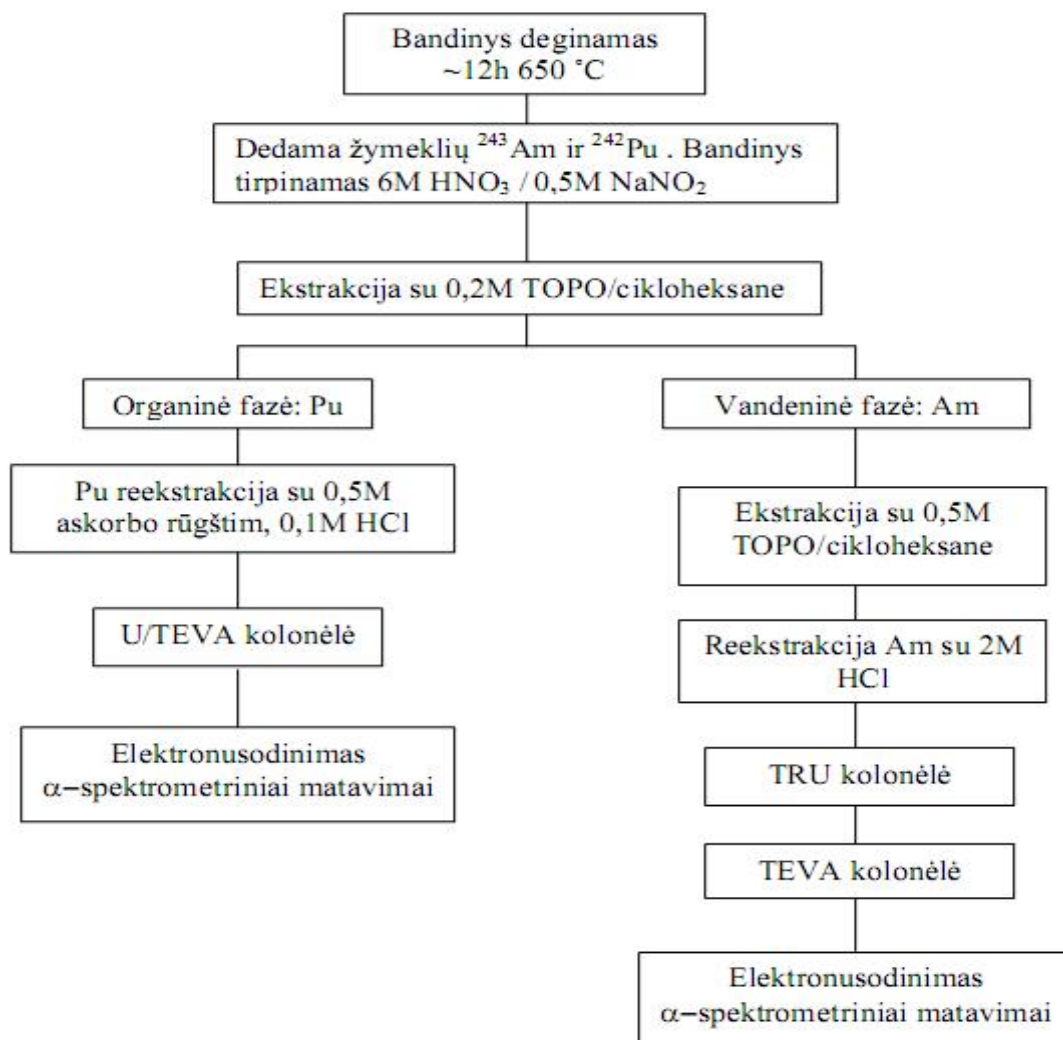 Bandinys deginamas
~12h 650 ˚C
Dedama žymeklių ²⁴³Am ir ²⁴²Pu . Bandinys
tirpinamas 6M HNO₃ / 0,5M NaNO₂
Ekstrakcija su 0,2M TOPO/cikloheksane
Organinė fazė: Pu
Vandeninė fazė: Am
Pu reekstrakcija su 0,5M
askorbo rūgštim, 0,1M HCl
Ekstrakcija su 0,5M
TOPO/cikloheksane
U/TEVA kolonėlė
Reekstrakcija Am su 2M
HCl
Elektronusodinimas
α–spektrometriniai matavimai
TRU kolonėlė
TEVA kolonėlė
Elektronusodinimas
α–spektrometriniai matavimai